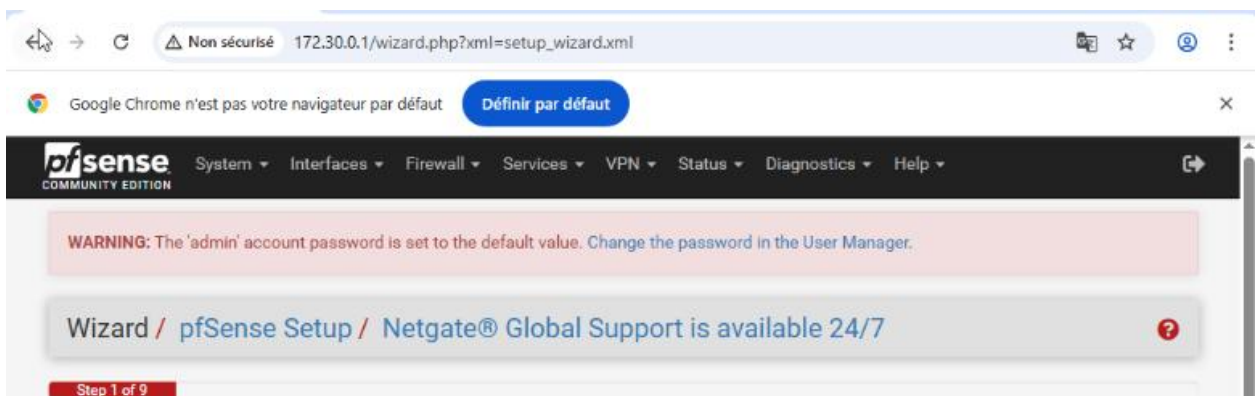 Non sécurisé 172.30.0.1/wizard.php?xml=setup_wizard.xml
Google Chrome n'est pas votre navigateur par défaut Définir par défaut
pfsense System Interfaces Firewall Services VPN Status Diagnostics Help
COMMUNITY EDITION
WARNING: The 'admin' account password is set to the default value. Change the password in the User Manager.
Wizard / pfSense Setup / Netgate® Global Support is available 24/7
Step 1 of 9